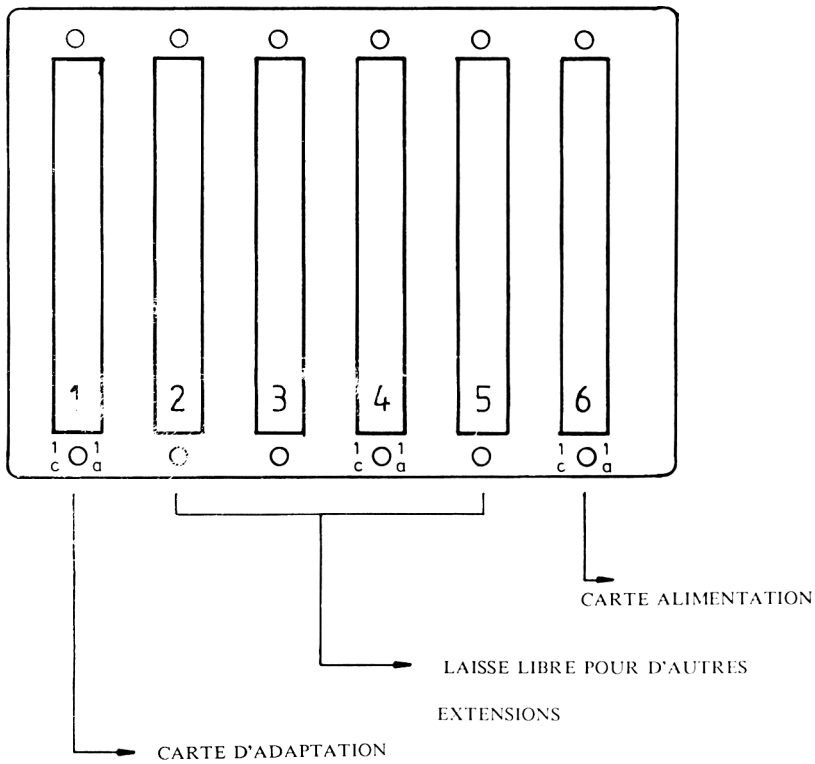 1 2 3 4 5 6
1 1 1 1 1 1
c a c a c a
CARTE ALIMENTATION
LAISSE LIBRE POUR D'AUTRES
EXTENSIONS
CARTE D'ADAPTATION